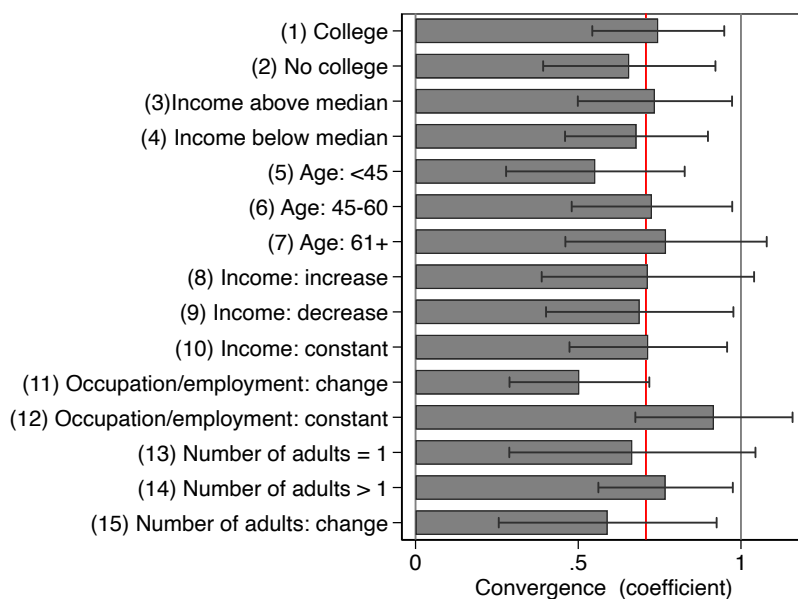 (1) College
(2) No college
(3)Income above median
(4) Income below median
(5) Age: <45
(6) Age: 45-60
(7) Age: 61+
(8) Income: increase
(9) Income: decrease
(10) Income: constant
(11) Occupation/employment: change
(12) Occupation/employment: constant
(13) Number of adults = 1
(14) Number of adults > 1
(15) Number of adults: change
0 .5 1
Convergence (coefficient)